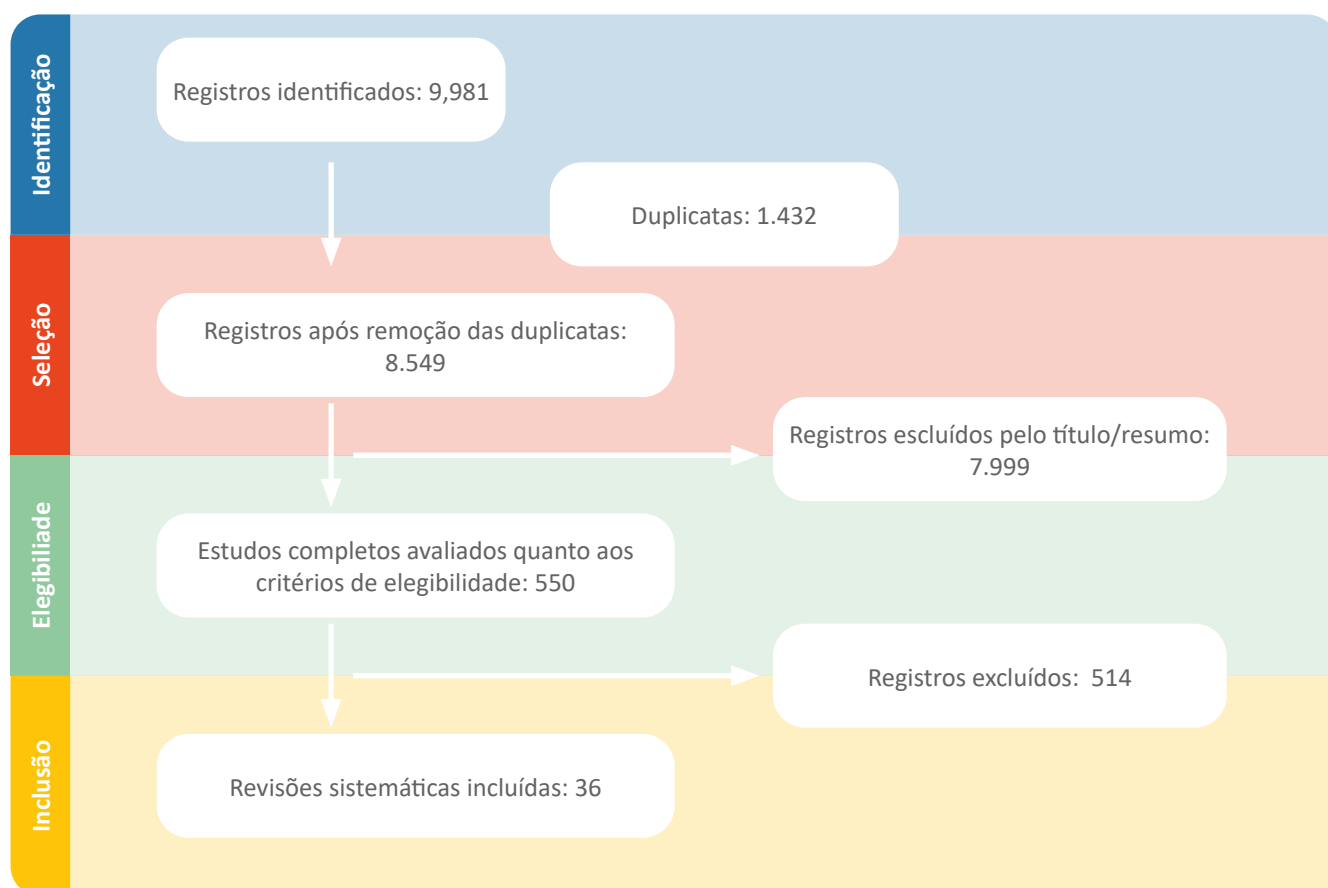 Identificação
Registros identificados: 9,981
Duplicatas: 1.432
Seleção
Registros após remoção das duplicatas:
8.549
Registros escluídos pelo título/resumo:
7.999
Elegibiliade
Estudos completos avaliados quanto aos
critérios de elegibilidade: 550
Registros excluídos: 514
Inclusão
Revisões sistemáticas incluídas: 36